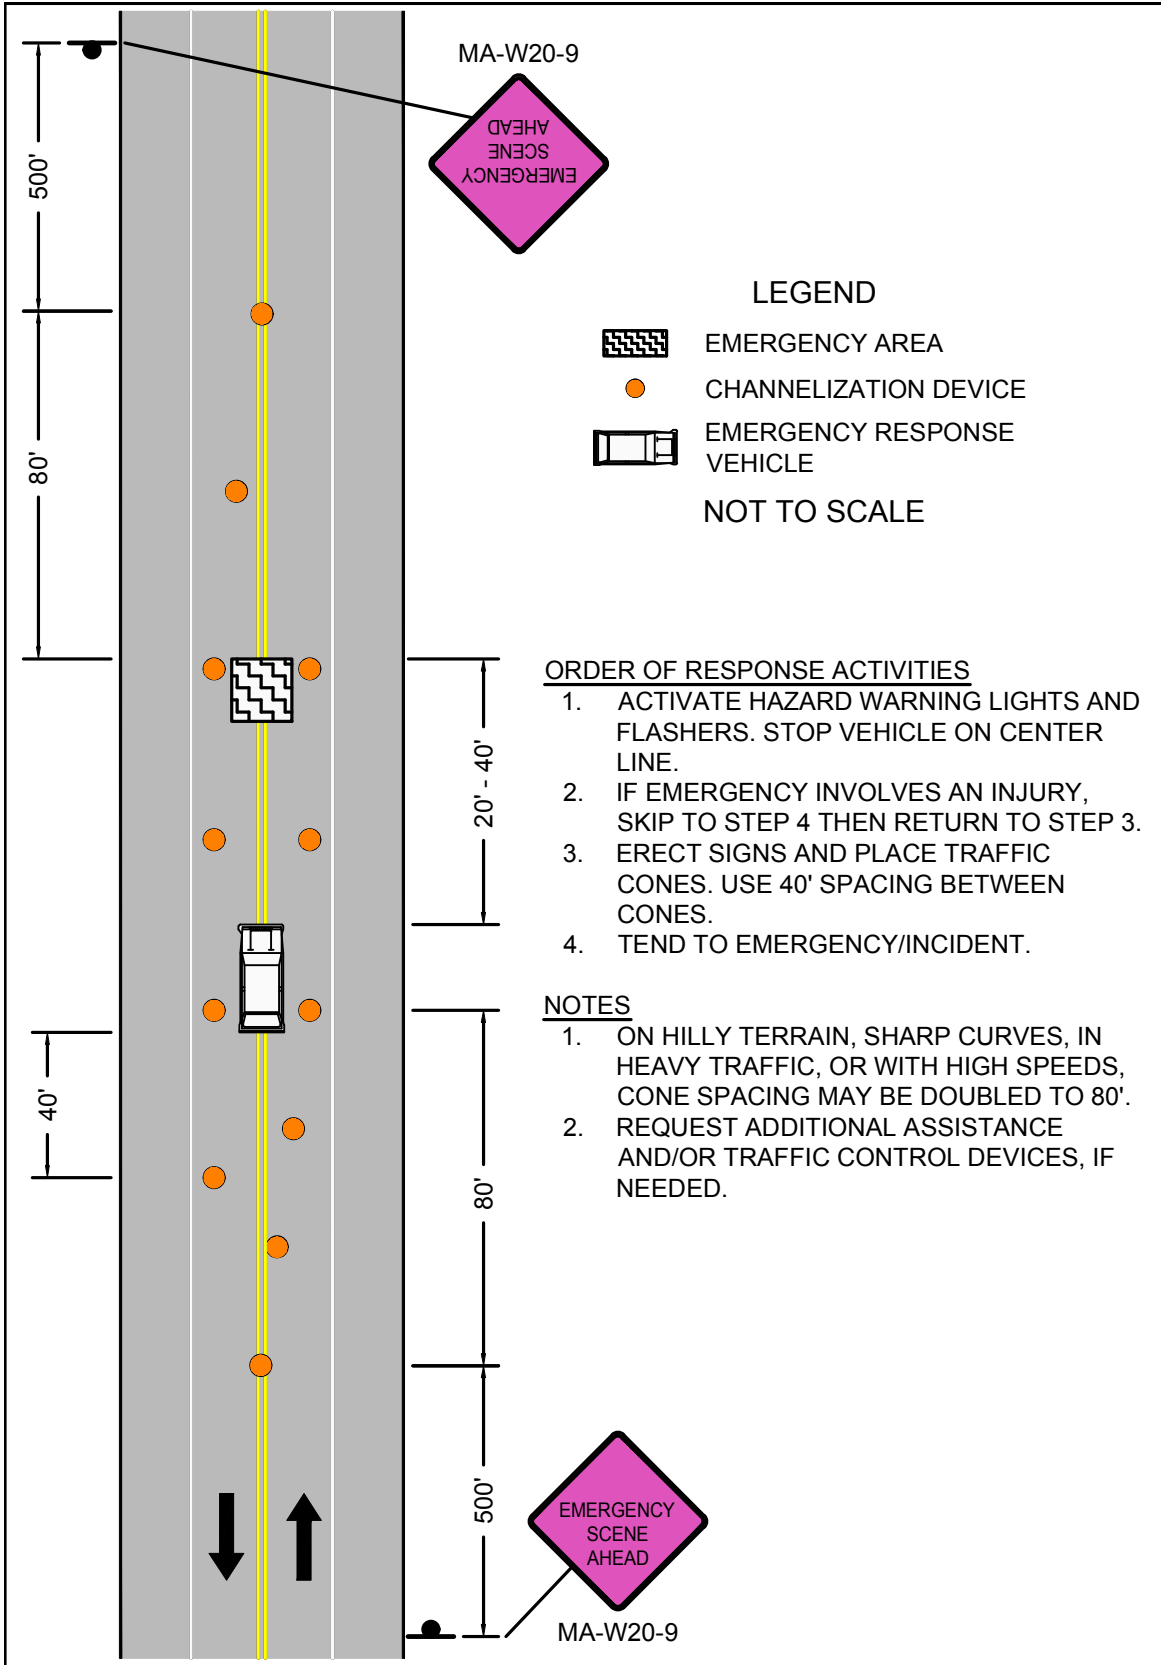 MA-W20-9
EMERGENCY
SCENE
AHEAD
500'
80'
LEGEND
EMERGENCY AREA
CHANNELIZATION DEVICE
EMERGENCY RESPONSE
VEHICLE
NOT TO SCALE
ORDER OF RESPONSE ACTIVITIES
1. ACTIVATE HAZARD WARNING LIGHTS AND
FLASHERS. STOP VEHICLE ON CENTER
LINE.
2. IF EMERGENCY INVOLVES AN INJURY,
SKIP TO STEP 4 THEN RETURN TO STEP 3.
3. ERECT SIGNS AND PLACE TRAFFIC
CONES. USE 40' SPACING BETWEEN
CONES.
4. TEND TO EMERGENCY/INCIDENT.
20' - 40'
NOTES
1. ON HILLY TERRAIN, SHARP CURVES, IN
HEAVY TRAFFIC, OR WITH HIGH SPEEDS,
CONE SPACING MAY BE DOUBLED TO 80'.
2. REQUEST ADDITIONAL ASSISTANCE
AND/OR TRAFFIC CONTROL DEVICES, IF
NEEDED.
40'
80'
500'
EMERGENCY
SCENE
AHEAD
MA-W20-9